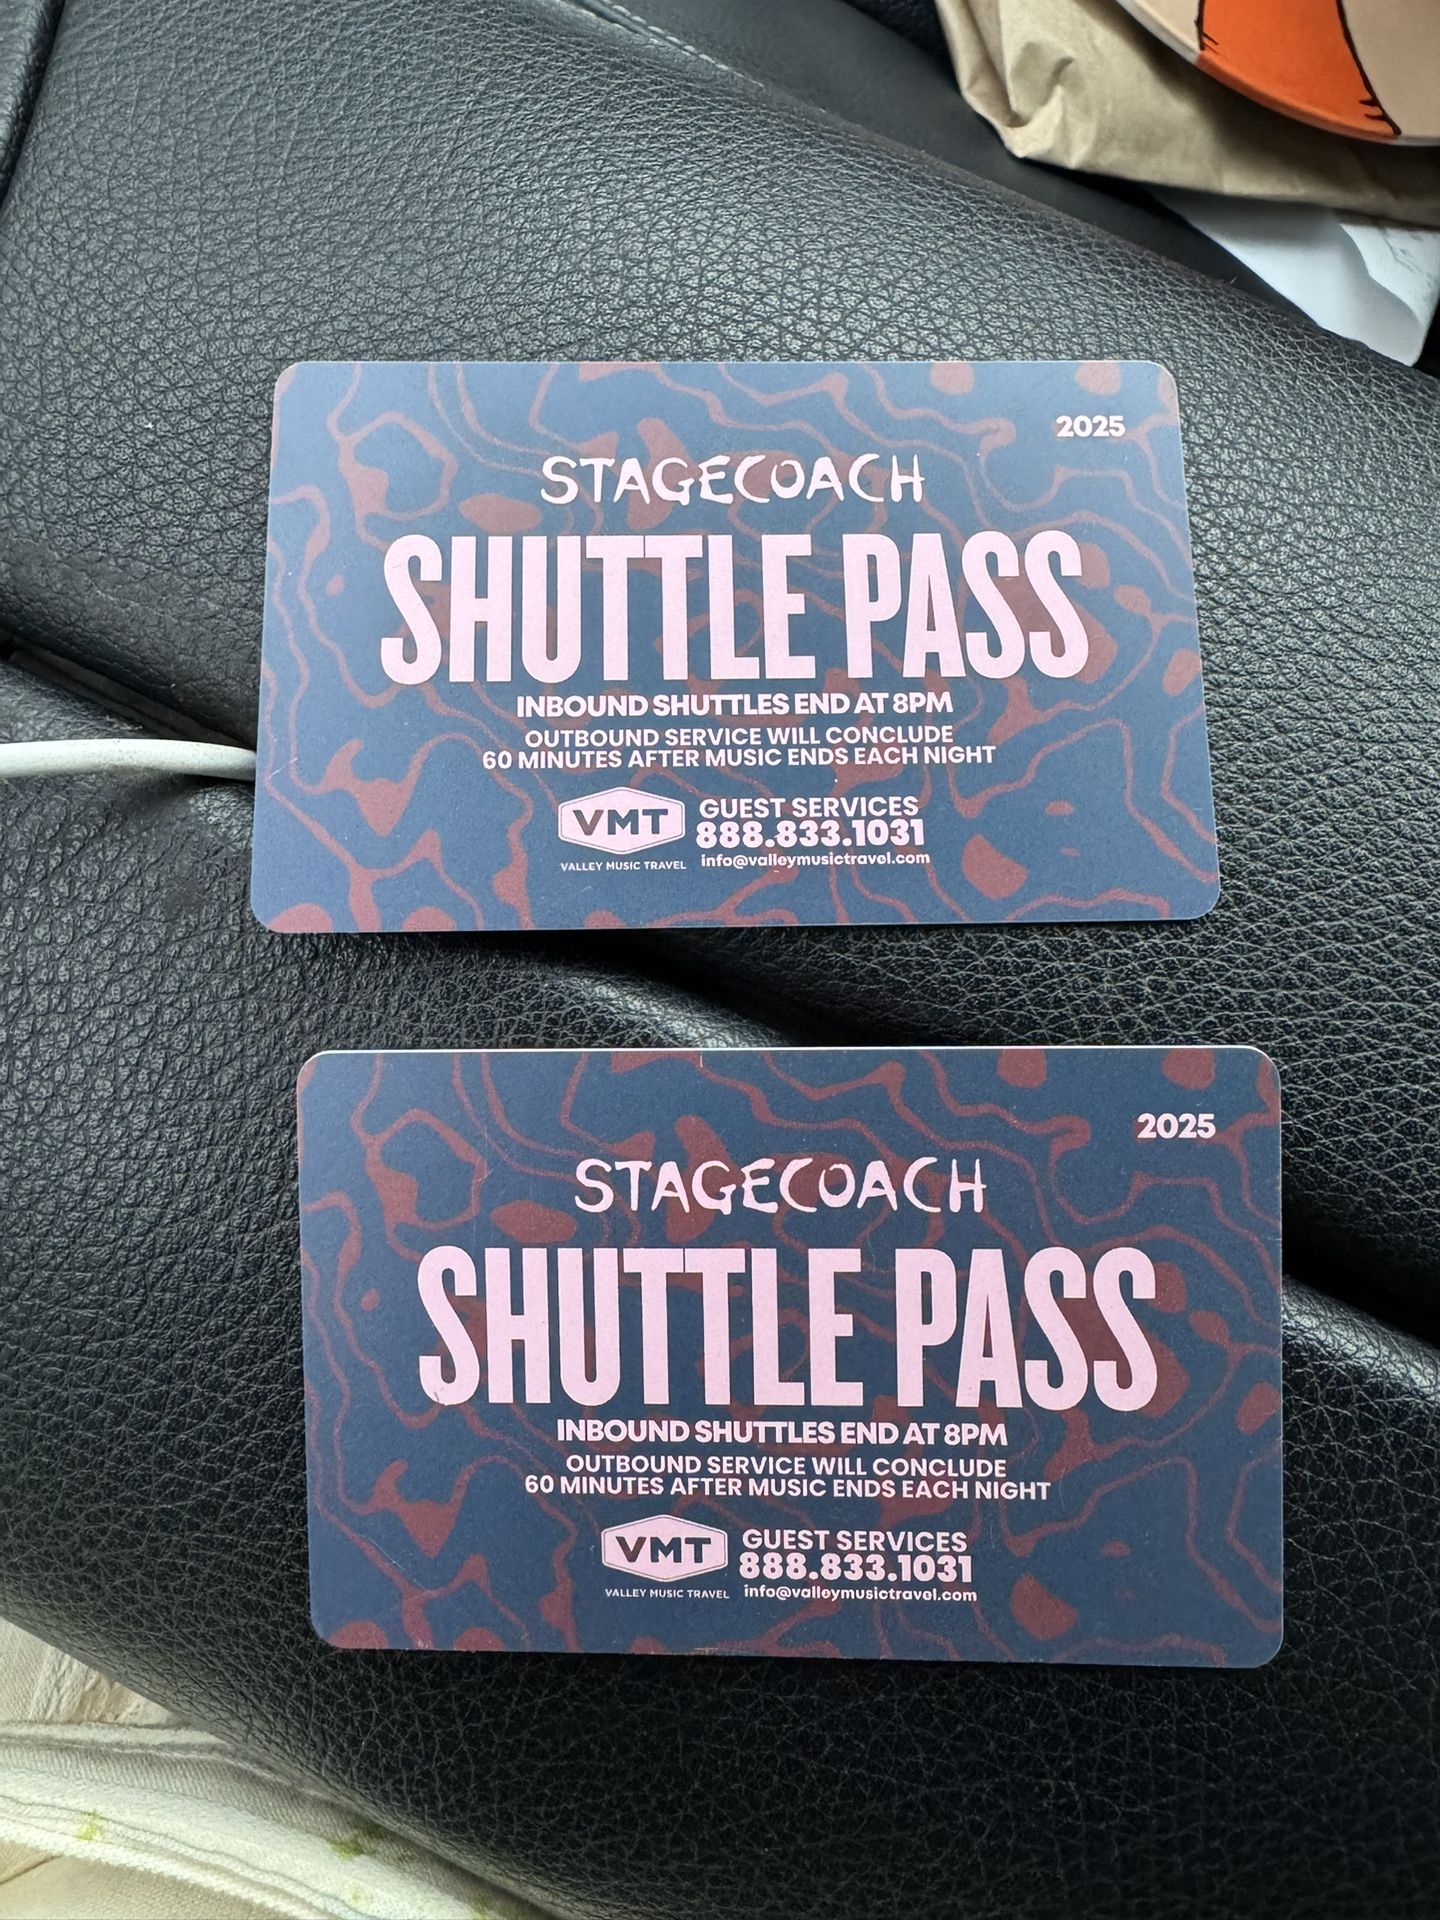 2025
STAGECOACH
SHUTTLE PASS
INBOUND SHUTTLES END AT 8PM
OUTBOUND SERVICE WILL CONCLUDE
60 MINUTES AFTER MUSIC ENDS EACH NIGHT
VMT
VALLEY MUSIC TRAVEL
GUEST SERVICES
888.833.1031
info@valleymusictravel.com
2025
STAGECOACH
SHUTTLE PASS
INBOUND SHUTTLES END AT 8PM
OUTBOUND SERVICE WILL CONCLUDE
60 MINUTES AFTER MUSIC ENDS EACH NIGHT
VMT
VALLEY MUSIC TRAVEL
GUEST SERVICES
888.833.1031
info@valleymusictravel.com